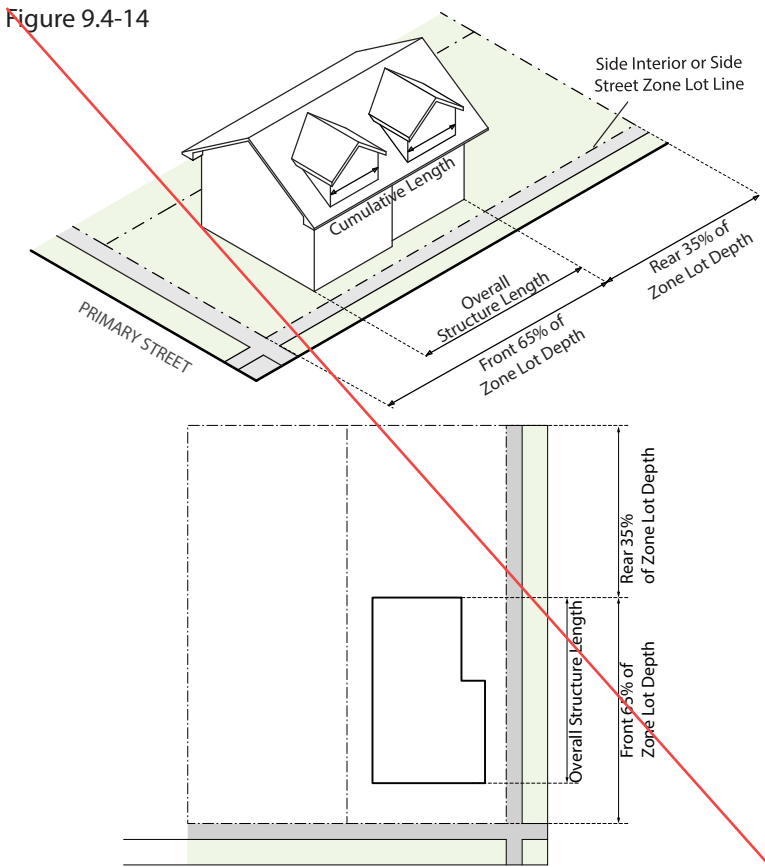 Figure 9.4-14
Side Interior or Side
Street Zone Lot Line
Cumulative Length
Rear 35% of
Zone Lot Depth
Overall
Structure Length
Front 65% of
Zone Lot Depth
PRIMARY STREET
Rear 35%
of Zone Lot Depth
Overall Structure Length
Front 65% of
Zone Lot Depth